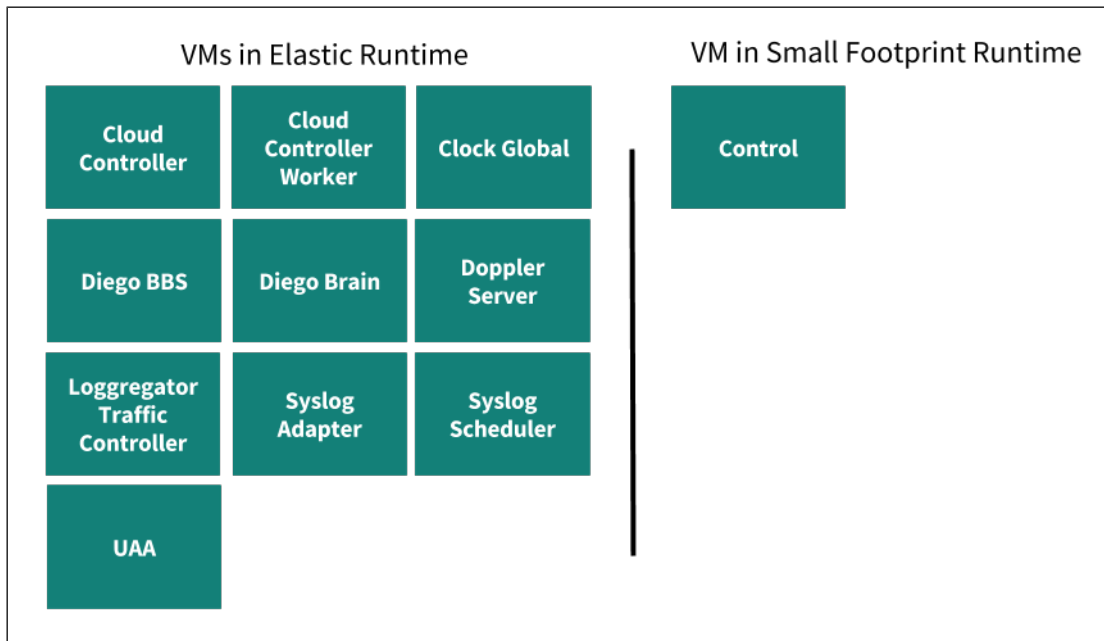 VMs in Elastic Runtime
VM in Small Footprint Runtime
Cloud
Controller
Cloud
Controller
Worker
Clock Global
Control
Diego BBS
Diego Brain
Doppler
Server
Loggregator
Traffic
Controller
Syslog
Adapter
Syslog
Scheduler
UAA